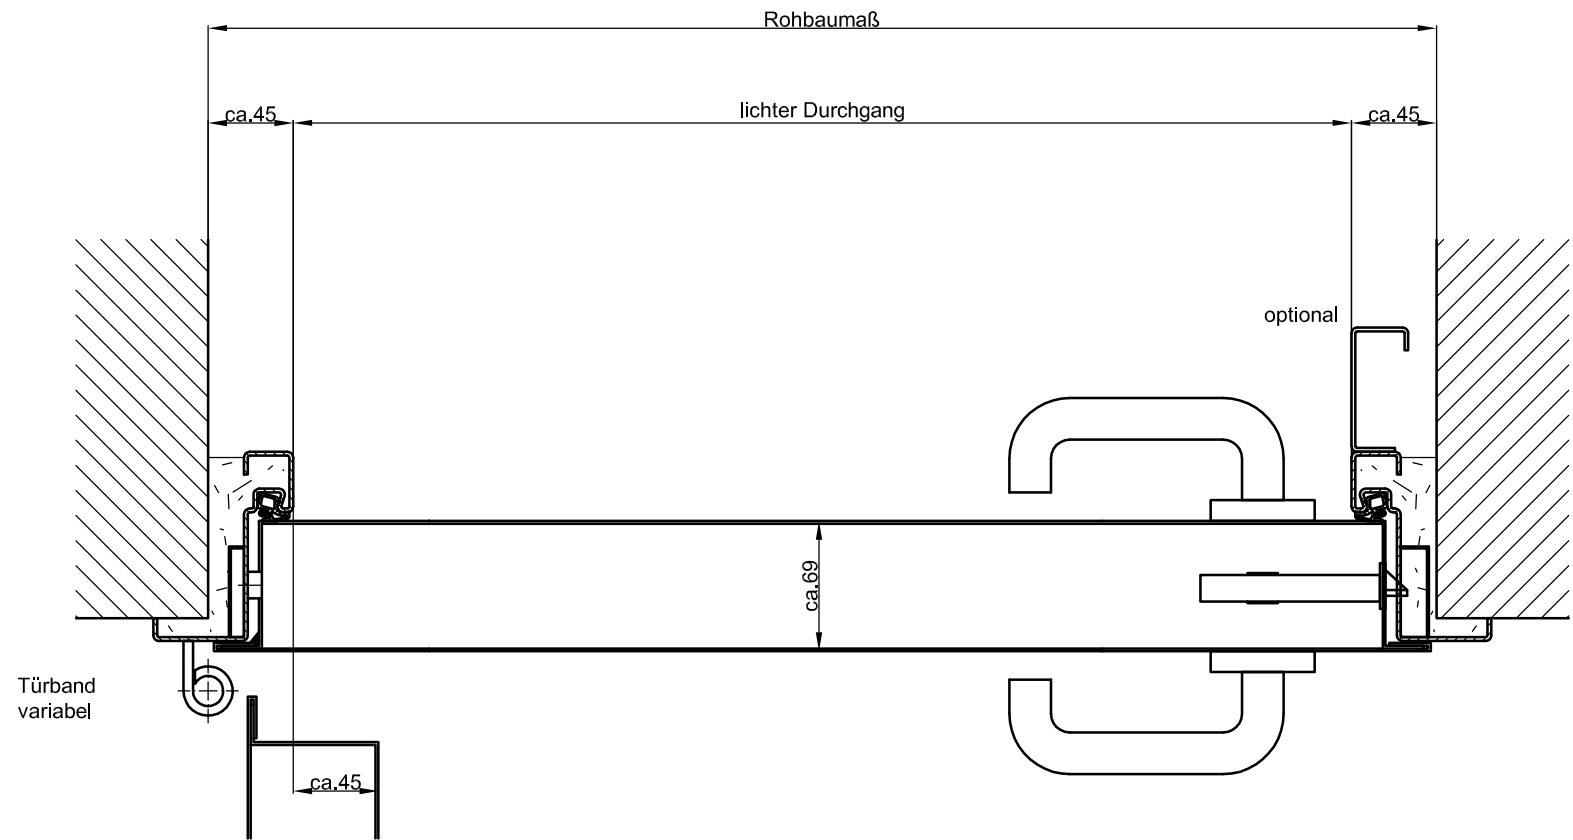 Rohbaumaß
ca.45
lichter Durchgang
ca.45
optional
ca.69
Türband
variabel
ca.45